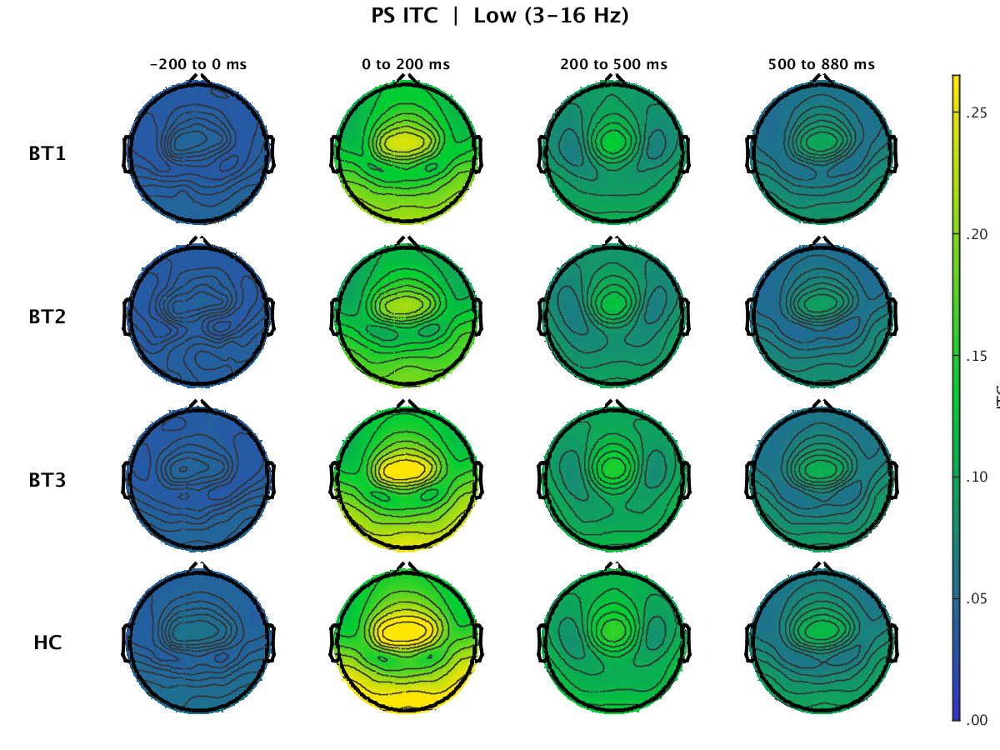 PS ITC | Low (3−16 Hz)
−200 to 0 ms
0 to 200 ms
200 to 500 ms
500 to 880 ms
BT1
BT2
BT3
HC
.25
.20
.15
.10
.05
.00